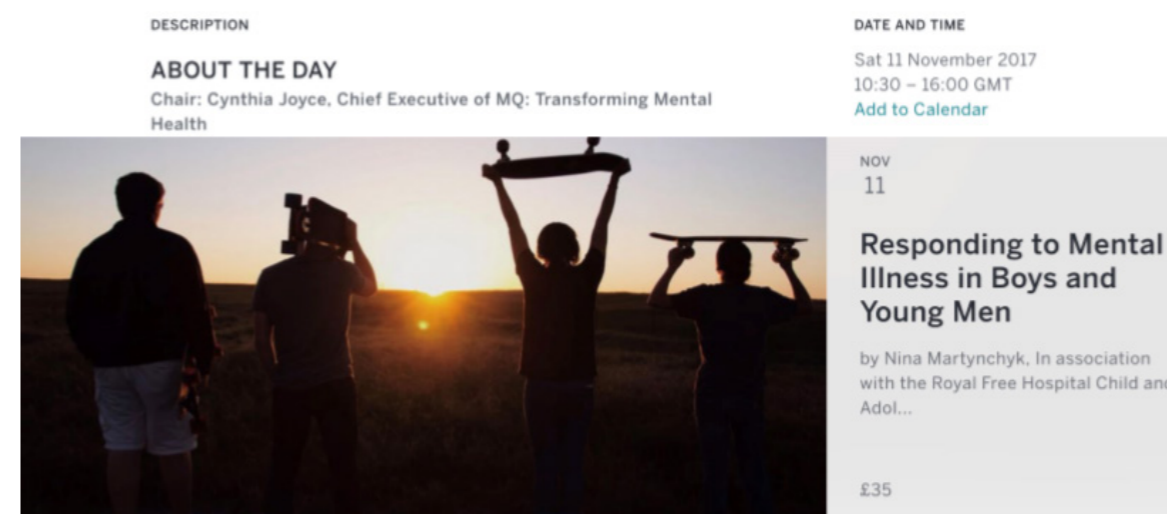 DESCRIPTION
ABOUT THE DAY
Chair: Cynthia Joyce, Chief Executive of MQ: Transforming Mental
Health
DATE AND TIME
Sat 11 November 2017
10:30 – 16:00 GMT
Add to Calendar
NOV
11
Responding to Mental
Illness in Boys and
Young Men
by Nina Martynchyk, In association
with the Royal Free Hospital Child and
Adol...
£35